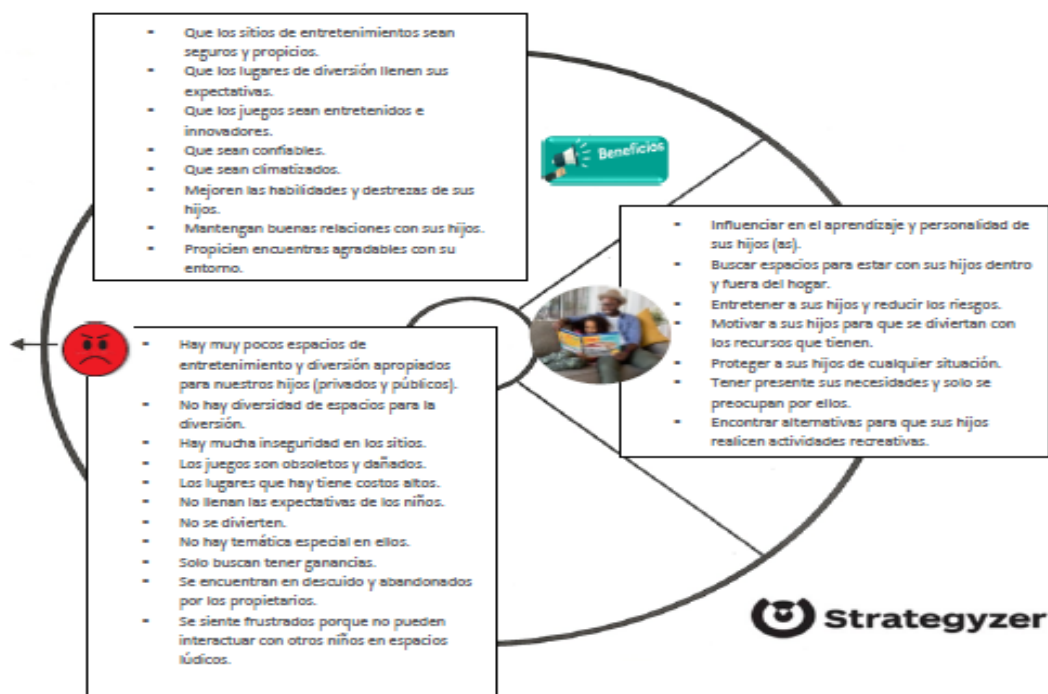 - Que los sitios de entretenimientos sean
seguros y propicios.
- Que los lugares de diversión llenen sus
expectativas.
- Que los juegos sean entretenidos e
innovadores.
- Que sean confiables.
- Que sean climatizados.
- Mejoren las habilidades y destrezas de sus
hijos.
- Mantengan buenas relaciones con sus hijos.
- Propicien encuentras agradables con su
entorno.
Beneficios
- Influenciar en el aprendizaje y personalidad de
sus hijos (as).
- Buscar espacios para estar con sus hijos dentro
y fuera del hogar.
- Entretener a sus hijos y reducir los riesgos.
- Motivar a sus hijos para que se diviertan con
los recursos que tienen.
- Proteger a sus hijos de cualquier situación.
- Tener presente sus necesidades y solo se
preocupan por ellos.
- Encontrar alternativas para que sus hijos
realicen actividades recreativas.
- Hay muy pocos espacios de
entretenimiento y diversión apropiados
para nuestros hijos (privados y públicos).
- No hay diversidad de espacios para la
diversión.
- Hay mucha inseguridad en los sitios.
- Los juegos son obsoletos y dañados.
- Los lugares que hay tiene costos altos.
- No llenan las expectativas de los niños.
- No se divierten.
- No hay temática especial en ellos.
- Solo buscan tener ganancias.
- Se encuentran en descuido y abandonados
por los propietarios.
- Se siente frustrados porque no pueden
interactuar con otros niños en espacios
lúdicos.
Strategyzer